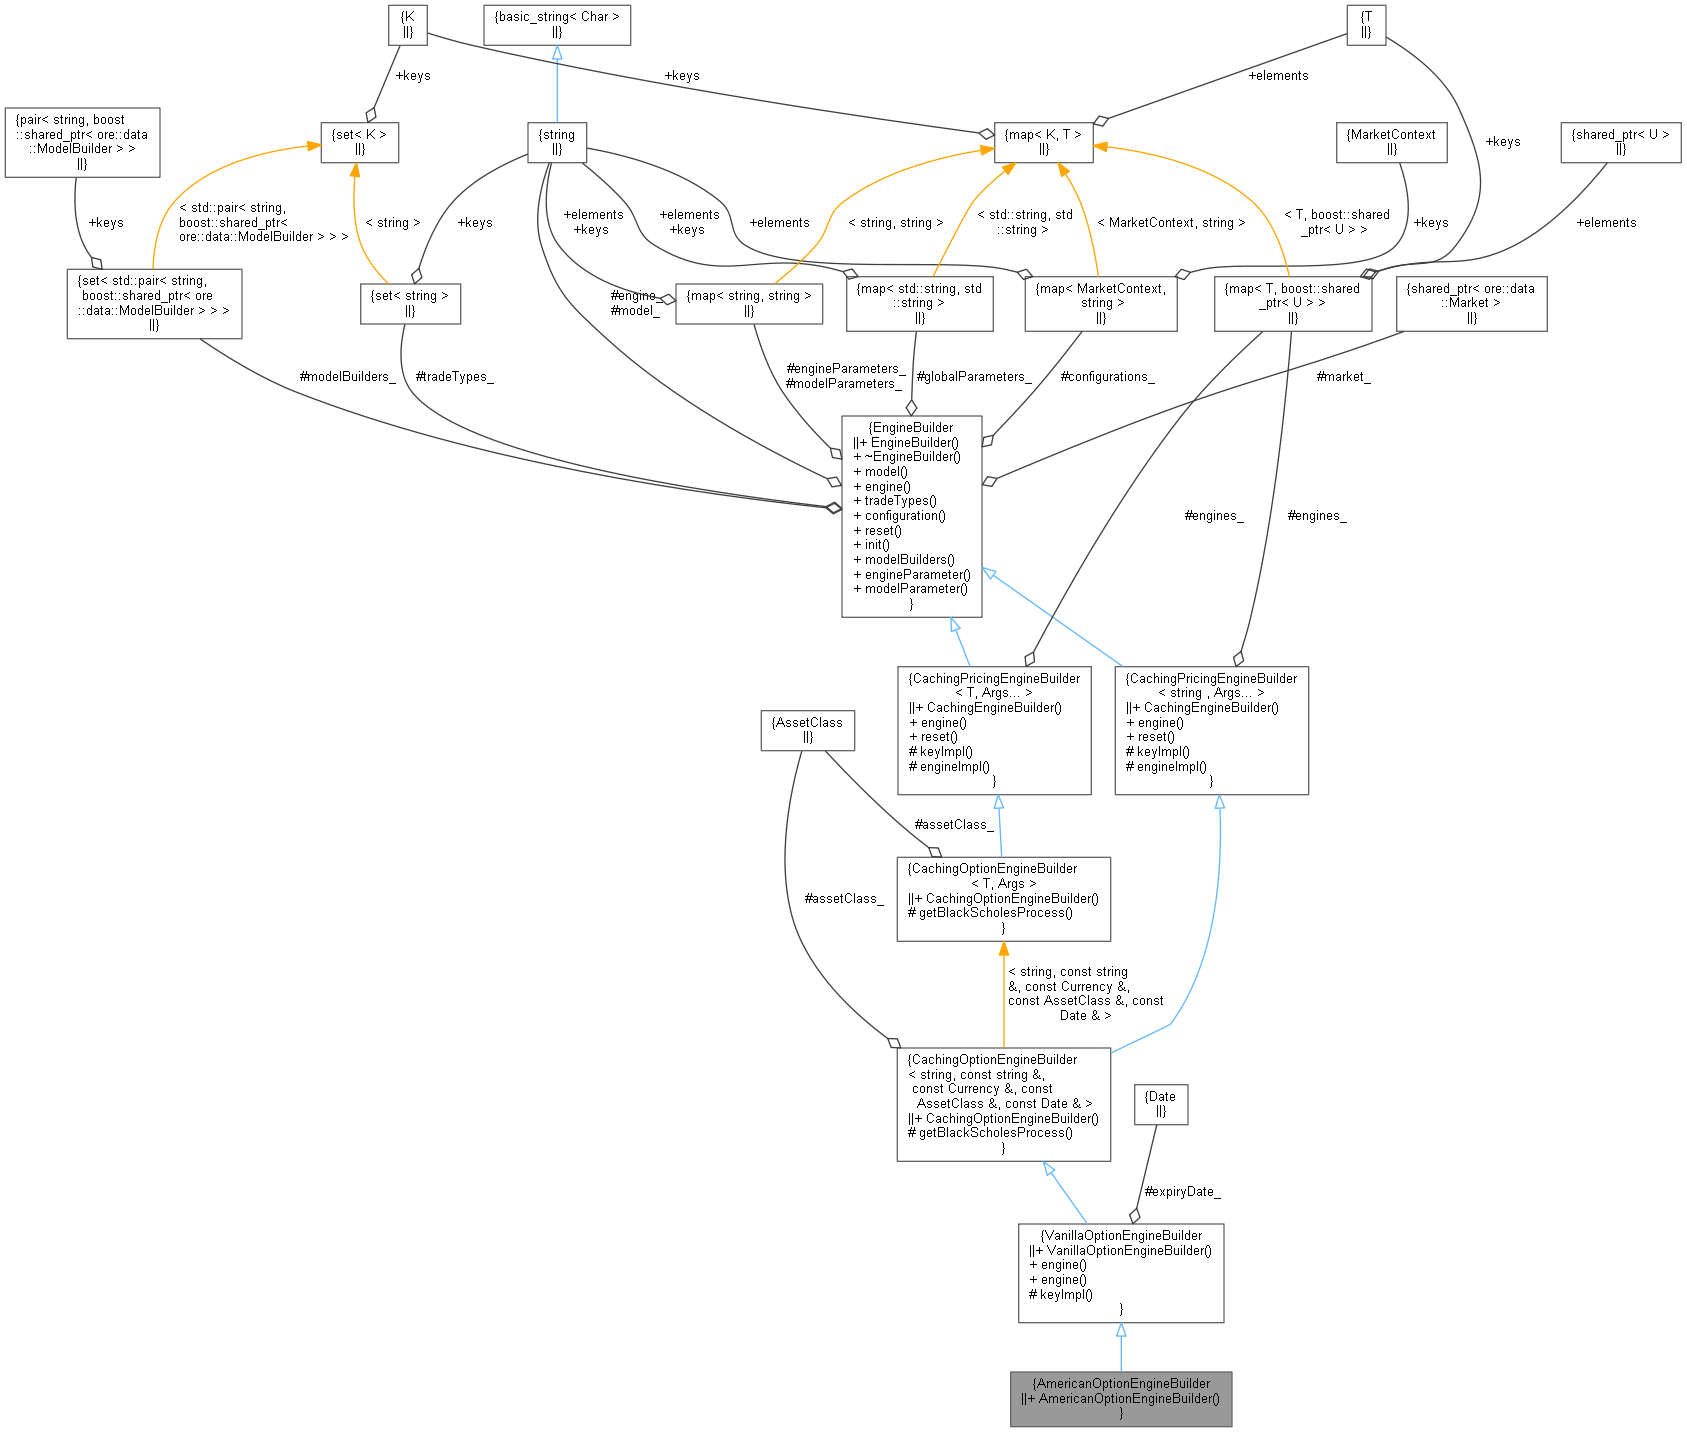 {K
||}
{basic_string< Char >
||}
{T
||}
+keys
+keys
+elements
{pair< string, boost
::shared_ptr< ore::data
::ModelBuilder > >
||}
{set< K >
||}
{string
||}
{map< K, T >
||}
{MarketContext
||}
{shared_ptr< U >
||}
+keys
+keys
< std::pair< string,
boost::shared_ptr<
ore::data::ModelBuilder > > >
< string >
+keys
+elements
+keys
+elements
+keys
+elements
< string, string >
< std::string, std
::string >
< MarketContext, string >
< T, boost::shared
_ptr< U > >
+keys
+elements
{set< std::pair< string,
boost::shared_ptr< ore
::data::ModelBuilder > > >
||}
{set< string >
||}
#engine_
#model_
{map< string, string >
||}
{map< std::string, std
::string >
||}
{map< MarketContext,
string >
||}
{map< T, boost::shared
_ptr< U > >
||}
{shared_ptr< ore::data
::Market >
||}
#modelBuilders_
#tradeTypes_
#engineParameters_
#modelParameters_
#globalParameters_
#configurations_
#market_
{EngineBuilder
||+ EngineBuilder()
+ ~EngineBuilder()
+ model()
+ engine()
+ tradeTypes()
+ configuration()
+ reset()
+ init()
+ modelBuilders()
+ engineParameter()
+ modelParameter()
}
#engines_
#engines_
{CachingPricingEngineBuilder
< T, Args... >
||+ CachingEngineBuilder()
+ engine()
+ reset()
# keyImpl()
# engineImpl()
}
{CachingPricingEngineBuilder
< string , Args... >
||+ CachingEngineBuilder()
+ engine()
+ reset()
# keyImpl()
# engineImpl()
}
{AssetClass
||}
#assetClass_
#assetClass_
{CachingOptionEngineBuilder
< T, Args >
||+ CachingOptionEngineBuilder()
# getBlackScholesProcess()
}
< string, const string
&, const Currency &,
const AssetClass &, const
Date & >
{CachingOptionEngineBuilder
< string, const string &,
const Currency &, const
AssetClass &, const Date & >
||+ CachingOptionEngineBuilder()
# getBlackScholesProcess()
}
{Date
||}
#expiryDate_
{VanillaOptionEngineBuilder
||+ VanillaOptionEngineBuilder()
+ engine()
+ engine()
# keyImpl()
}
{AmericanOptionEngineBuilder
||+ AmericanOptionEngineBuilder()
}